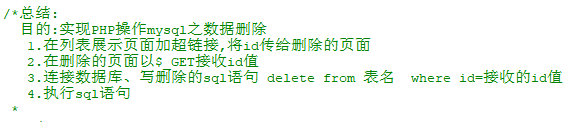 /*总结:
目的:实现PHP操作mysql之数据删除
1.在列表展示页面加超链接,将id传给删除的页面
2.在删除的页面以$_GET接收id值
3.连接数据库、写删除的sql语句 delete from 表名  where id=接收的id值
4.执行sql语句
*